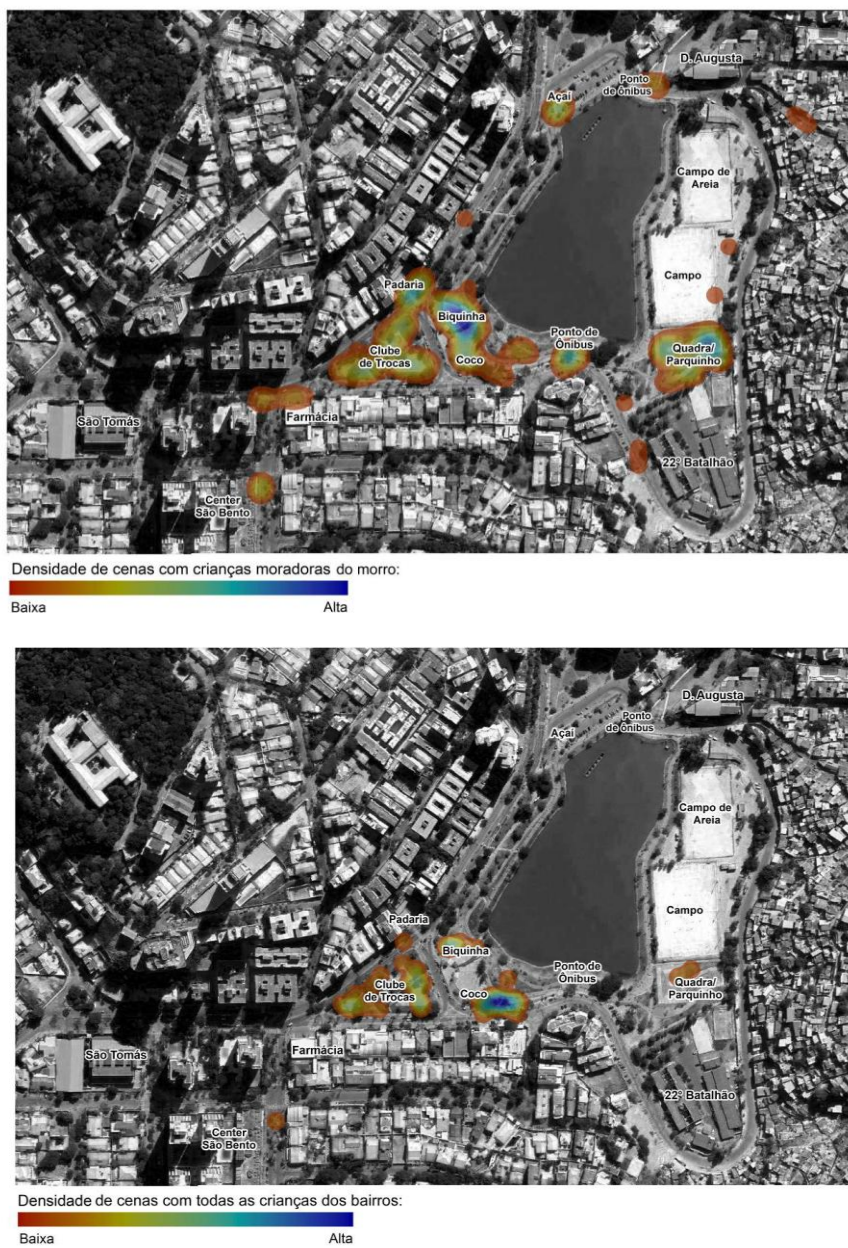 D. Augusta
Ponto
de ônibus
Açaí
Campo de
Areia
Campo
Padaria
Biquinha
Ponto de
Ônibus
Quadra/
Parquinho
Clube
de Trocas
Coco
Farmácia
São Tomás
22° Batalhão
Center
São Bento
Densidade de cenas com crianças moradoras do morro:
Baixa
Alta
D. Augusta
Ponto
de ônibus
Açaí
Campo de
Areia
Campo
Padaria
Biquinha
Ponto de
Ônibus
Quadra/
Parquinho
Clube
de Trocas
Coco
Farmácia
São Tomás
22° Batalhão
Center
São Bento
Densidade de cenas com todas as crianças dos bairros:
Baixa
Alta